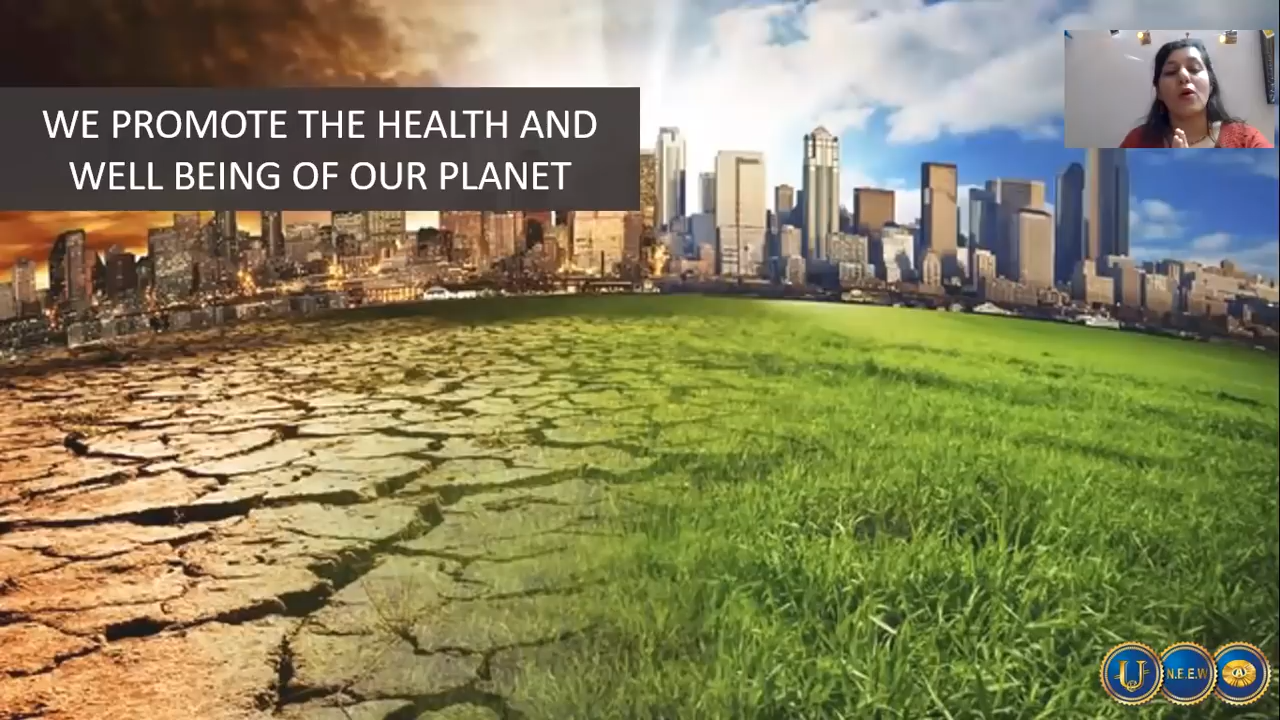 WE PROMOTE THE HEALTH AND
WELL BEING OF OUR PLANET
N.E.E.W